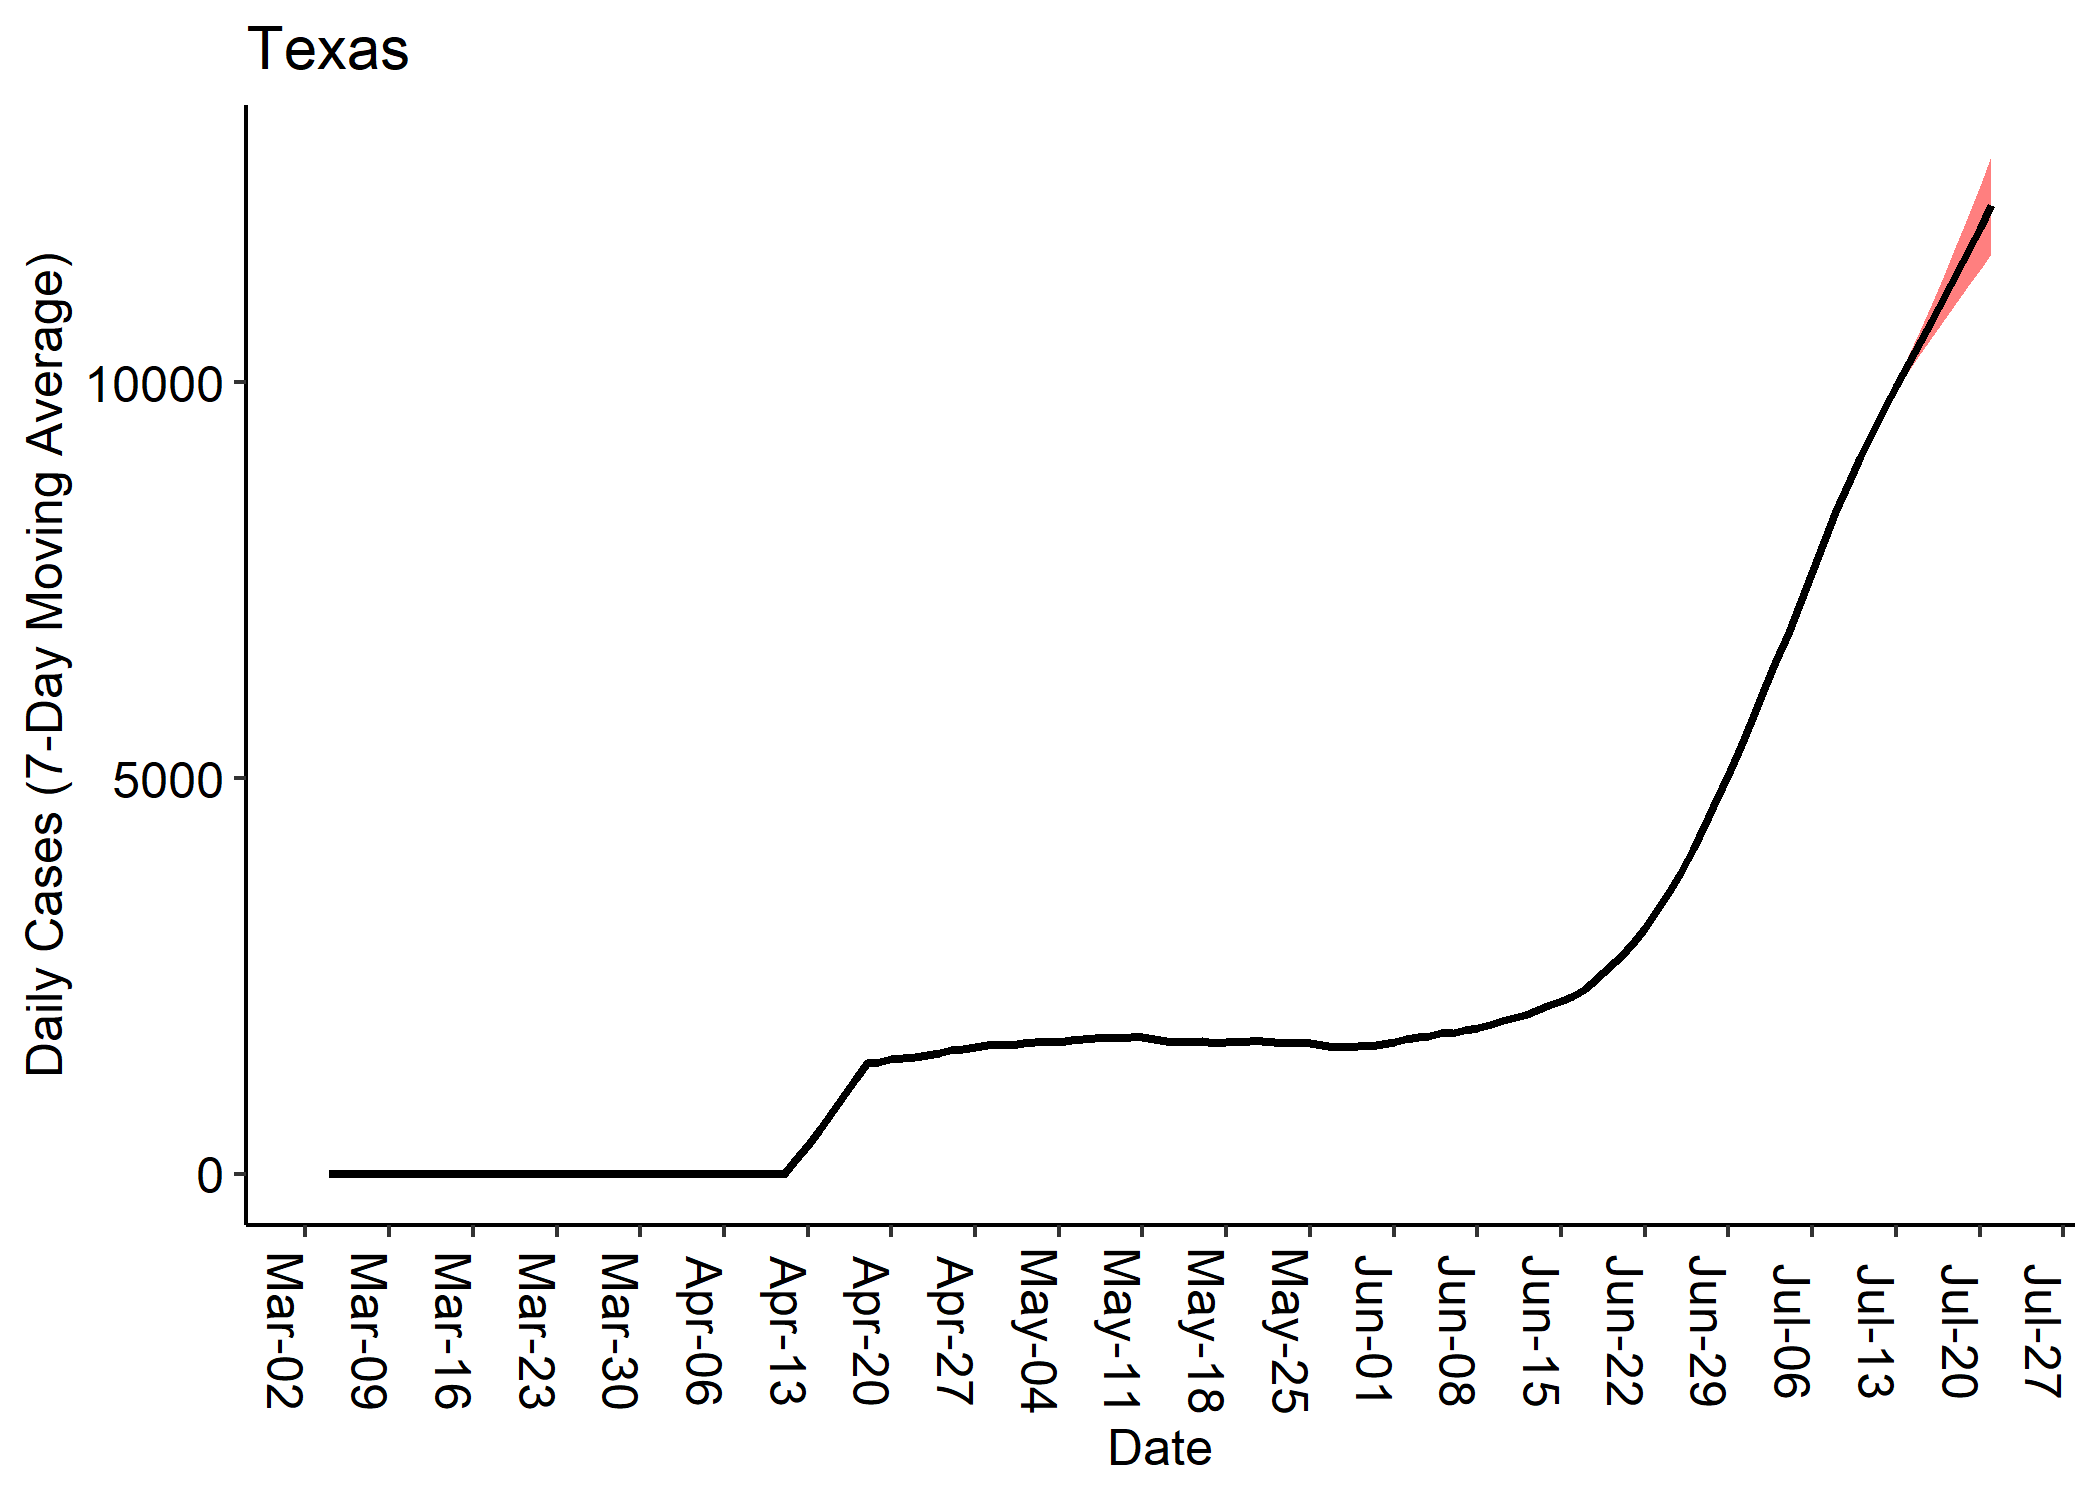 Texas
Daily Cases (7-Day Moving Average)
10000
5000
0
Mar-02
Mar-09
Mar-16
Mar-23
Mar-30
Apr-06
Apr-13
Apr-20
Apr-27
May-04
May-11
May-18
May-25
Jun-01
Jun-08
Jun-15
Jun-22
Jun-29
Jul-06
Jul-13
Jul-20
Jul-27
Date